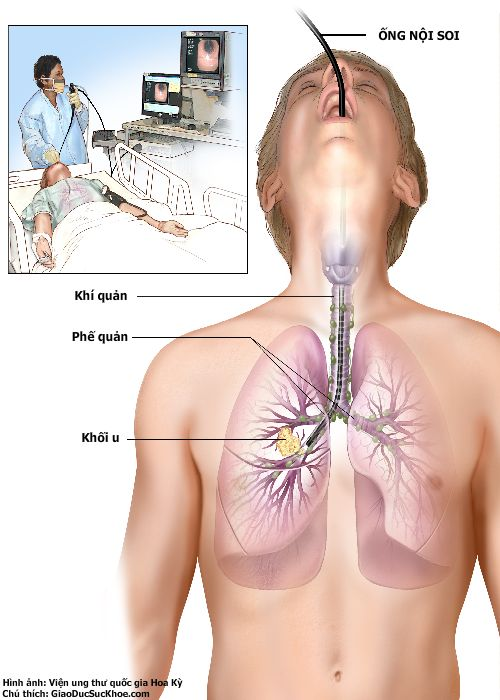 ỐNG NỘI SOI
Khí quản
Phế quản
Khối u
Hình ảnh: Viện ung thư quốc gia Hoa Kỳ
Chú thích: GiaoDucSucKhoe.com